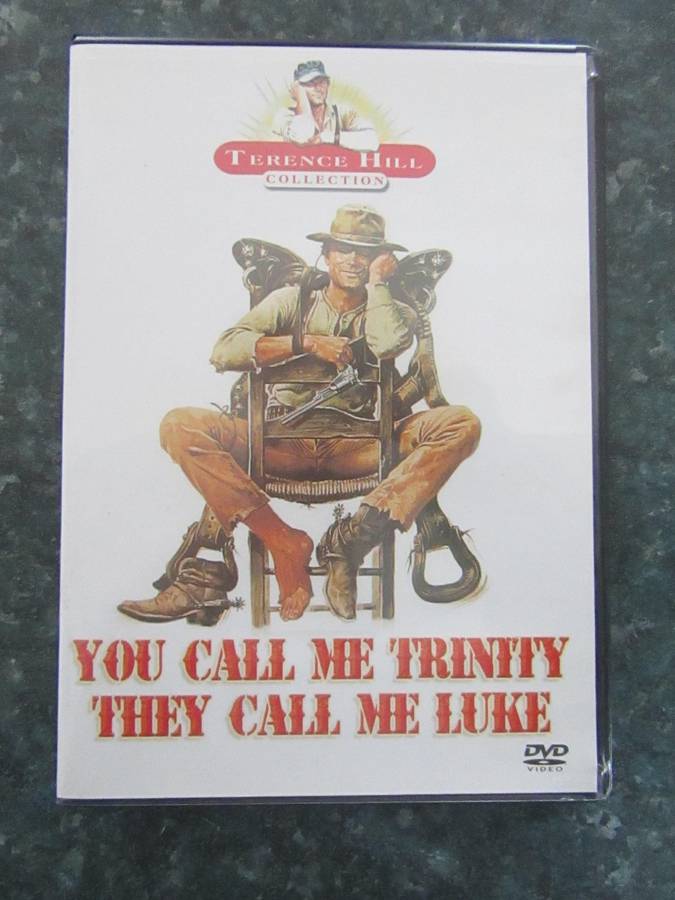 TERENCE HILL
COLLECTION
YOU CALL ME TRINITY
THEY CALL ME LUKE
DVD
VIDEO